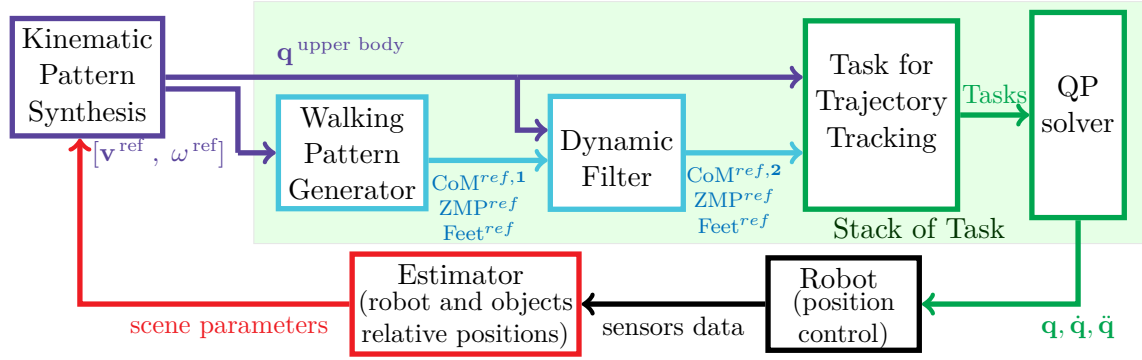 Kinematic
Pattern
Synthesis
q^upper body
[v^ref , ω^ref]
Walking
Pattern
Generator
CoM^ref,1
ZMP^ref
Feet^ref
Dynamic
Filter
CoM^ref,2
ZMP^ref
Feet^ref
Task for
Trajectory
Tracking
Tasks
QP
solver
Stack of Task
Estimator
(robot and objects
relative positions)
Robot
(position
control)
scene parameters
sensors data
q, q̇, q̈